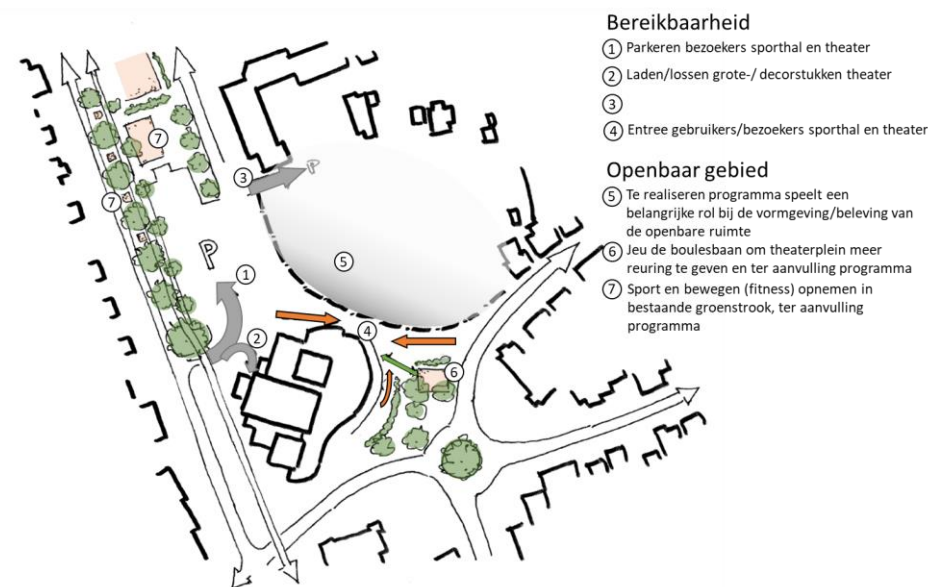 Bereikbaarheid
1 Parkeren bezoekers sporthal en theater
2 Laden/lossen grote-/ decorstukken theater
3
4 Entree gebruikers/bezoekers sporthal en theater
Openbaar gebied
5 Te realiseren programma speelt een
belangrijke rol bij de vormgeving/beleving van
de openbare ruimte
6 Jeu de boulesbaan om theaterplein meer
reuring te geven en ter aanvulling programma
7 Sport en bewegen (fitness) opnemen in
bestaande groenstrook, ter aanvulling
programma
7
3
P
7
P
5
1
4
2
6